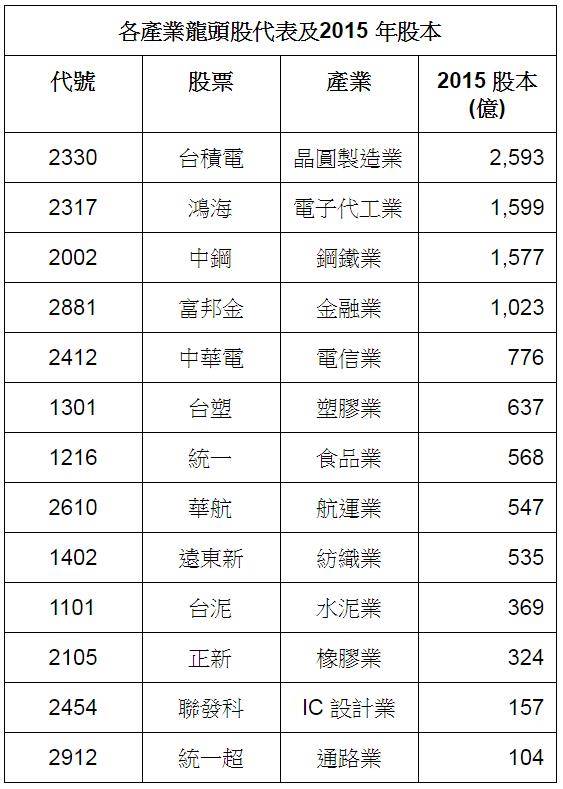 各產業龍頭股代表及2015 年股本
代號 股票 產業 2015 股本
(億)
2330 台積電 晶圓製造業 2,593
2317 鴻海 電子代工業 1,599
2002 中鋼 鋼鐵業 1,577
2881 富邦金 金融業 1,023
2412 中華電 電信業 776
1301 台塑 塑膠業 637
1216 統一 食品業 568
2610 華航 航運業 547
1402 遠東新 紡織業 535
1101 台泥 水泥業 369
2105 正新 橡膠業 324
2454 聯發科 IC 設計業 157
2912 統一超 通路業 104